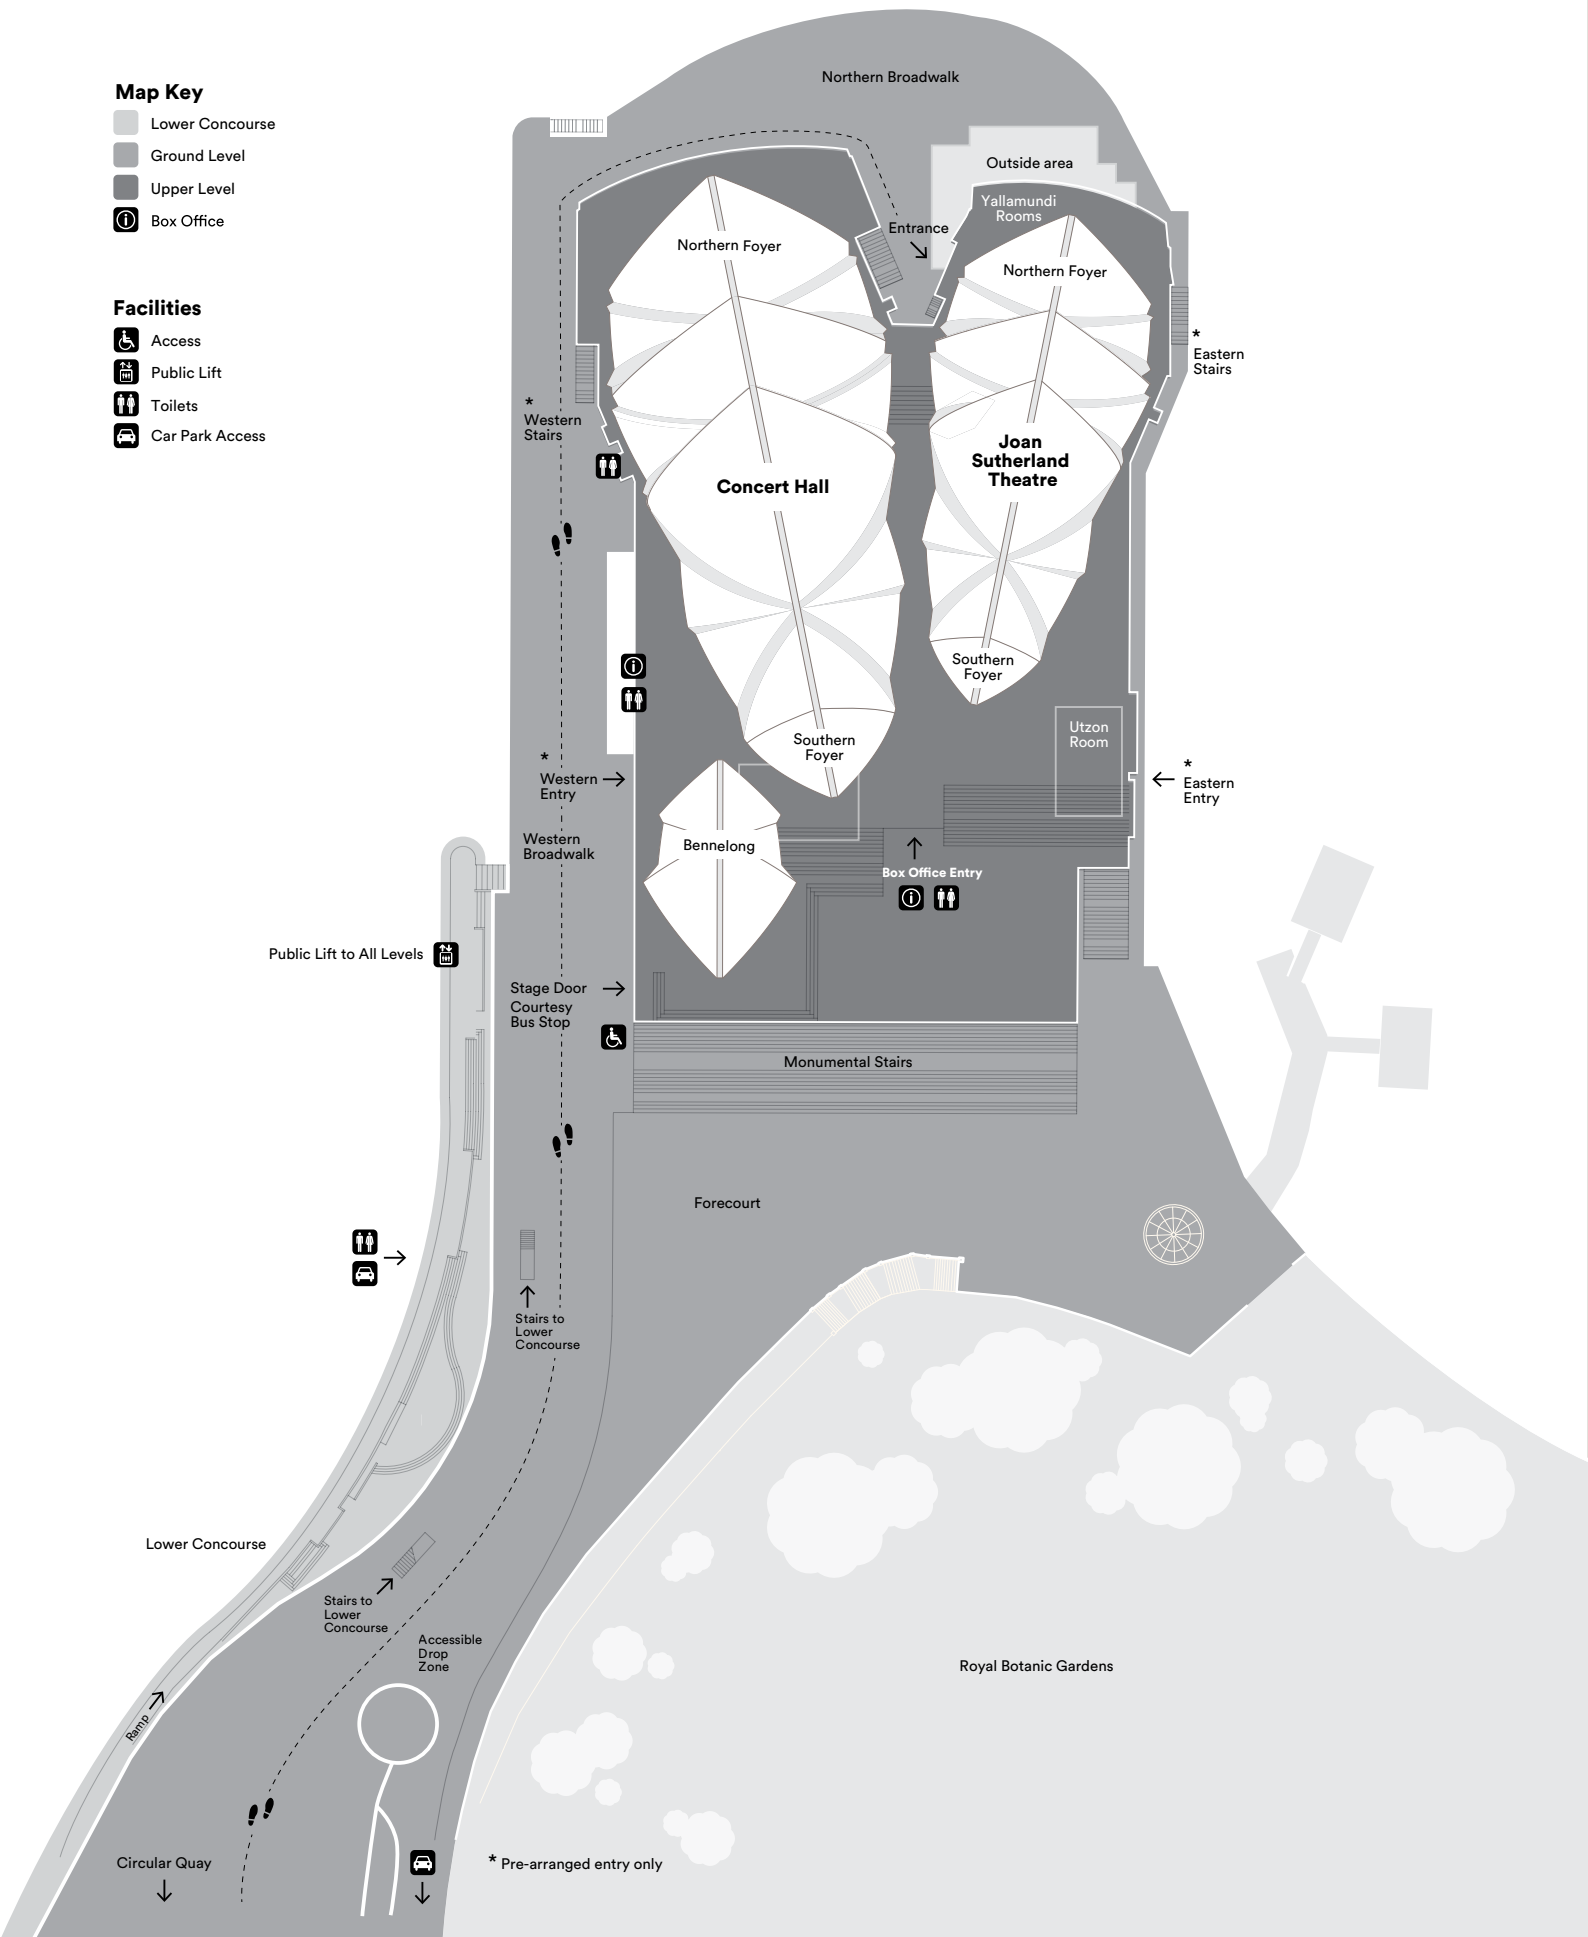 Map Key
Lower Concourse
Ground Level
Upper Level
Box Office
Facilities
Access
Public Lift
Toilets
Car Park Access
Northern Broadwalk
Outside area
Yallamundi
Rooms
Entrance
Northern Foyer
Northern Foyer
*
Eastern
Stairs
*
Western
Stairs
Concert Hall
Joan
Sutherland
Theatre
Southern
Foyer
Southern
Foyer
Utzon
Room
*
Western
Entry
*
Eastern
Entry
Western
Broadwalk
Bennelong
Box Office Entry
Public Lift to All Levels
Stage Door
Courtesy
Bus Stop
Monumental Stairs
Forecourt
Stairs to
Lower
Concourse
Lower Concourse
Stairs to
Lower
Concourse
Accessible
Drop
Zone
Royal Botanic Gardens
Ramp
Circular Quay
* Pre-arranged entry only